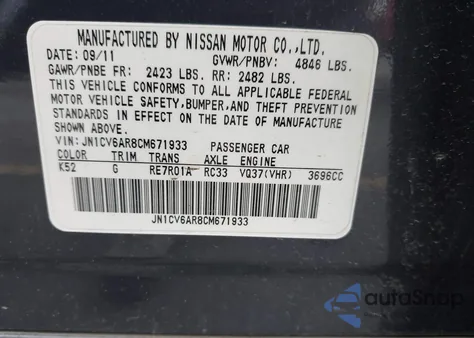 MANUFACTURED BY NISSAN MOTOR CO.,LTD.
DATE: 09/11 GVWR/PNBV: 4846 LBS.
GAWR/PNBE FR: 2423 LBS. RR: 2482 LBS.
THIS VEHICLE CONFORMS TO ALL APPLICABLE FEDERAL
MOTOR VEHICLE SAFETY,BUMPER,AND THEFT PREVENTION
STANDARDS IN EFFECT ON THE DATE OF MANUFACTURE
SHOWN ABOVE.
VIN: JN1CV6AR8CM671933 PASSENGER CAR
COLOR TRIM TRANS AXLE ENGINE
K52 G RE7R01A RC33 VQ37(VHR) 3696CC
JN1CV6AR8CM671933
autoSnap